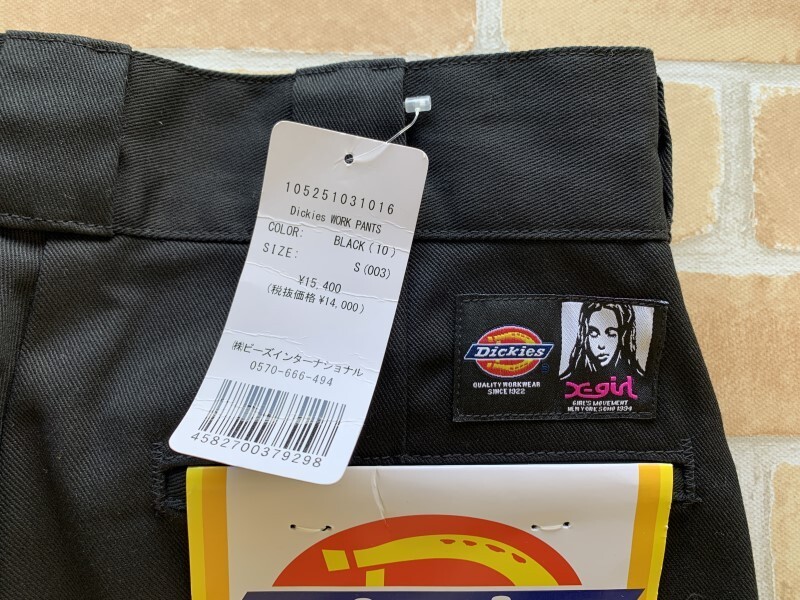 105251031016
Dickies WORK PANTS
COLOR: BLACK(10)
SIZE: S(003)
¥15,400
(税抜価格 ¥14,000)
㈱ビーズインターナショナル
0570-666-494
4582700379298
Dickies
QUALITY WORKWEAR
SINCE 1922
X-girl
GIRL'S MOVEMENT
NEW YORK SOHO 1994